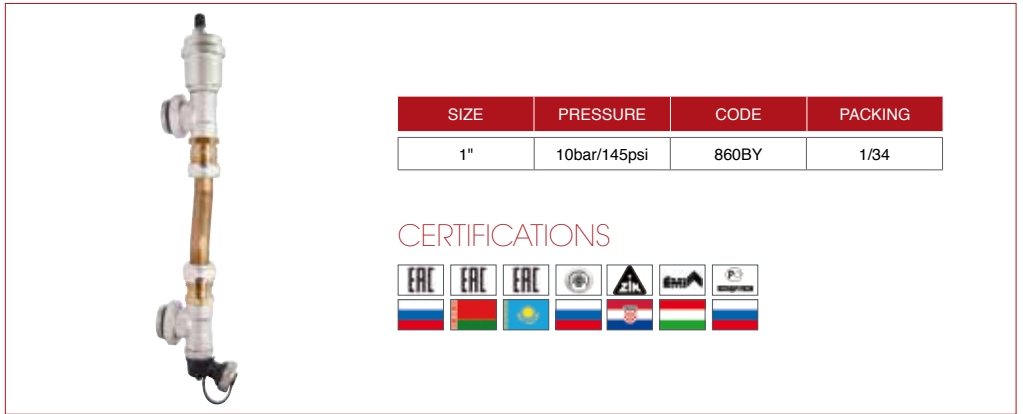 SIZE PRESSURE CODE PACKING
1" 10bar/145psi 860BY 1/34
CERTIFICATIONS
EAC EAC EAC ZIK ÉMI